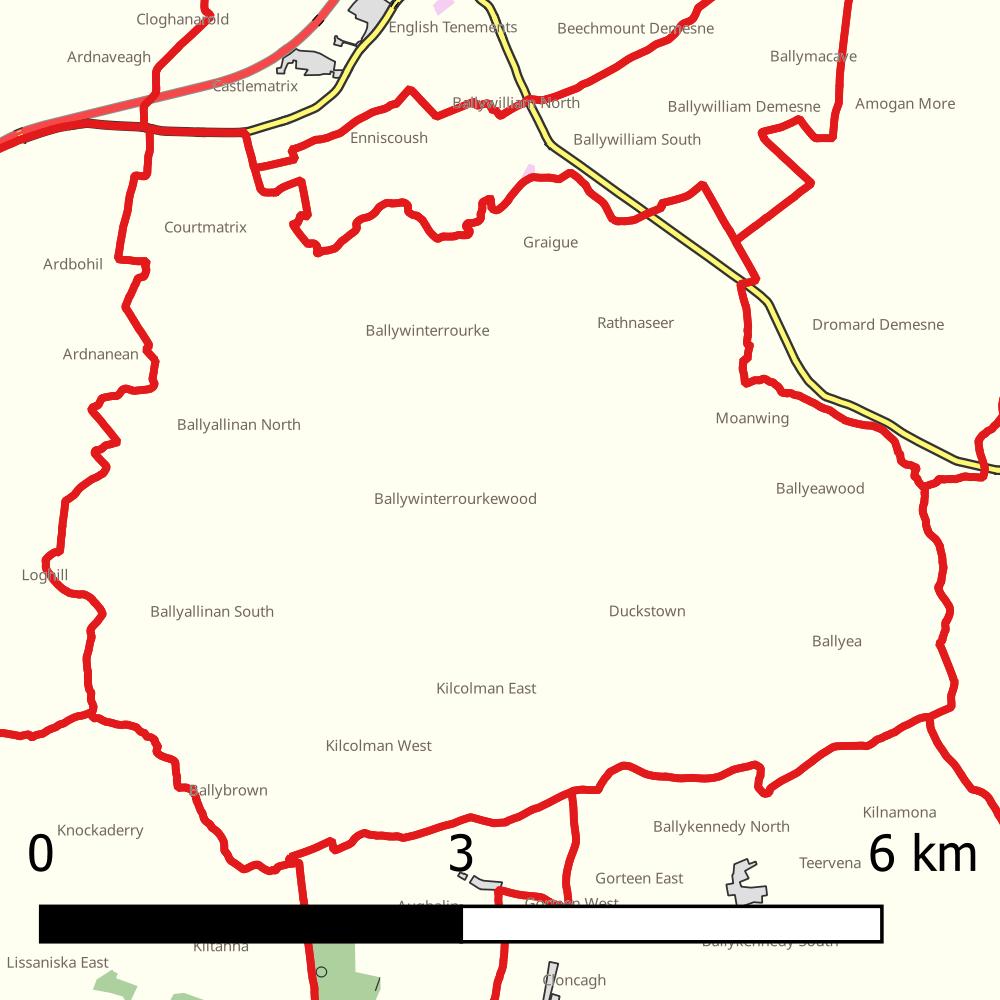 Cloghanarold
English Tenements
Beechmount Demesne
Ardnaveagh
Ballymacave
Castlematrix
Ballywilliam North
Ballywilliam Demesne
Amogan More
Enniscoush
Ballywilliam South
Courtmatrix
Graigue
Ardbohil
Ballywinterrourke
Rathnaseer
Dromard Demesne
Ardnanean
Moanwing
Ballyallinan North
Ballyeawood
Ballywinterrourkewood
Loghill
Ballyallinan South
Duckstown
Ballyea
Kilcolman East
Kilcolman West
Ballybrown
Kilnamona
Knockaderry
Ballykennedy North
0
3
6 km
Teervena
Gorteen East
Aughalin
Gorteen West
Kiltanna
Ballykennedy South
Lissaniska East
Cloncagh